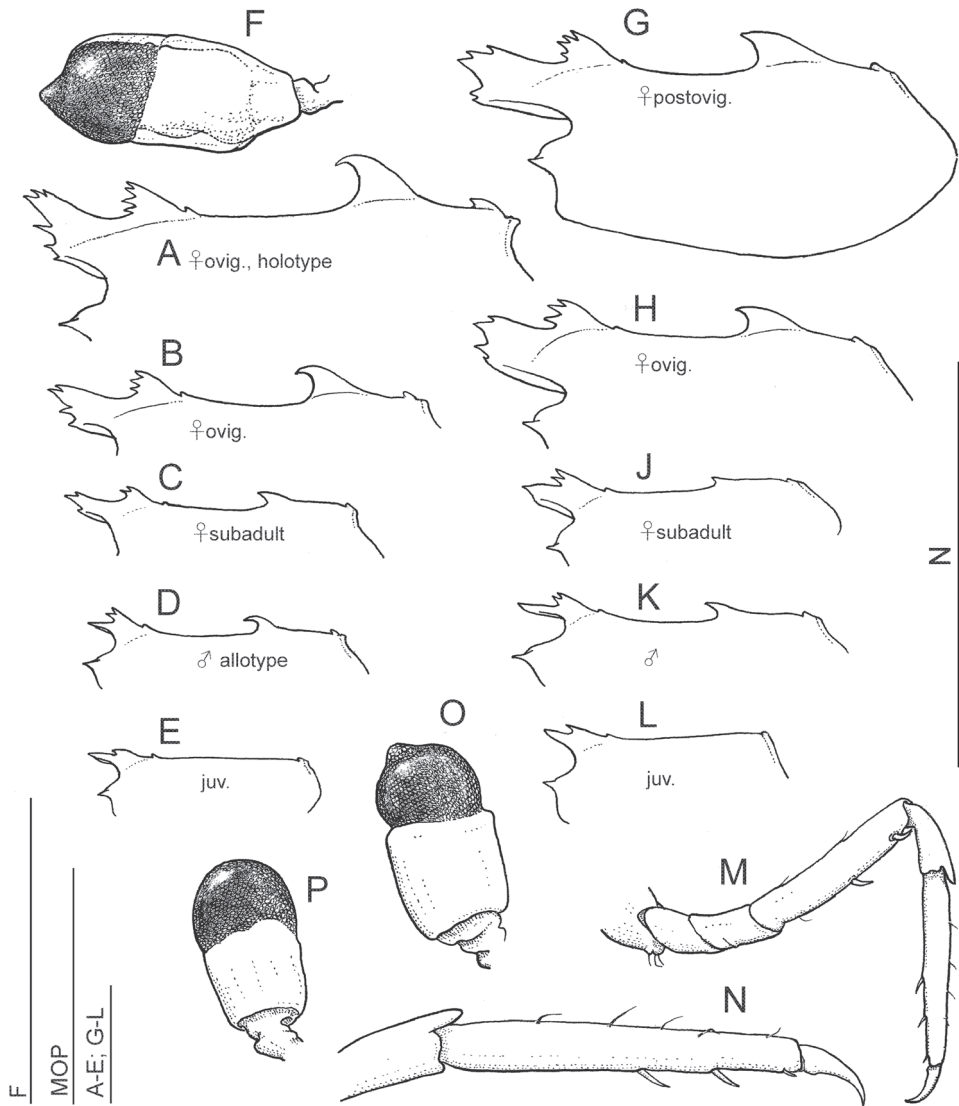 F
G
♀postovig.
A ♀ovig., holotype
H
♀ovig.
B
♀ovig.
C
♀subadult
J
♀subadult
D
♂ allotype
K
♂
E
juv.
L
juv.
O
P
M
N
N
F
MOP
A-E; G-L